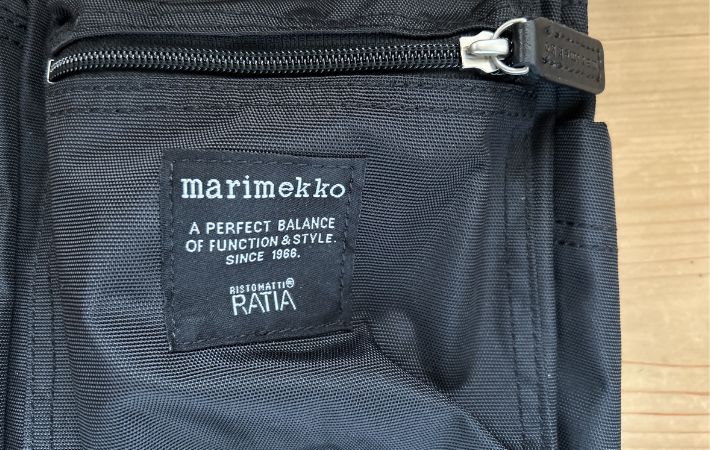 marimekko
A PERFECT BALANCE
OF FUNCTION & STYLE.
SINCE 1966.
RISTOMATTI®
RATIA